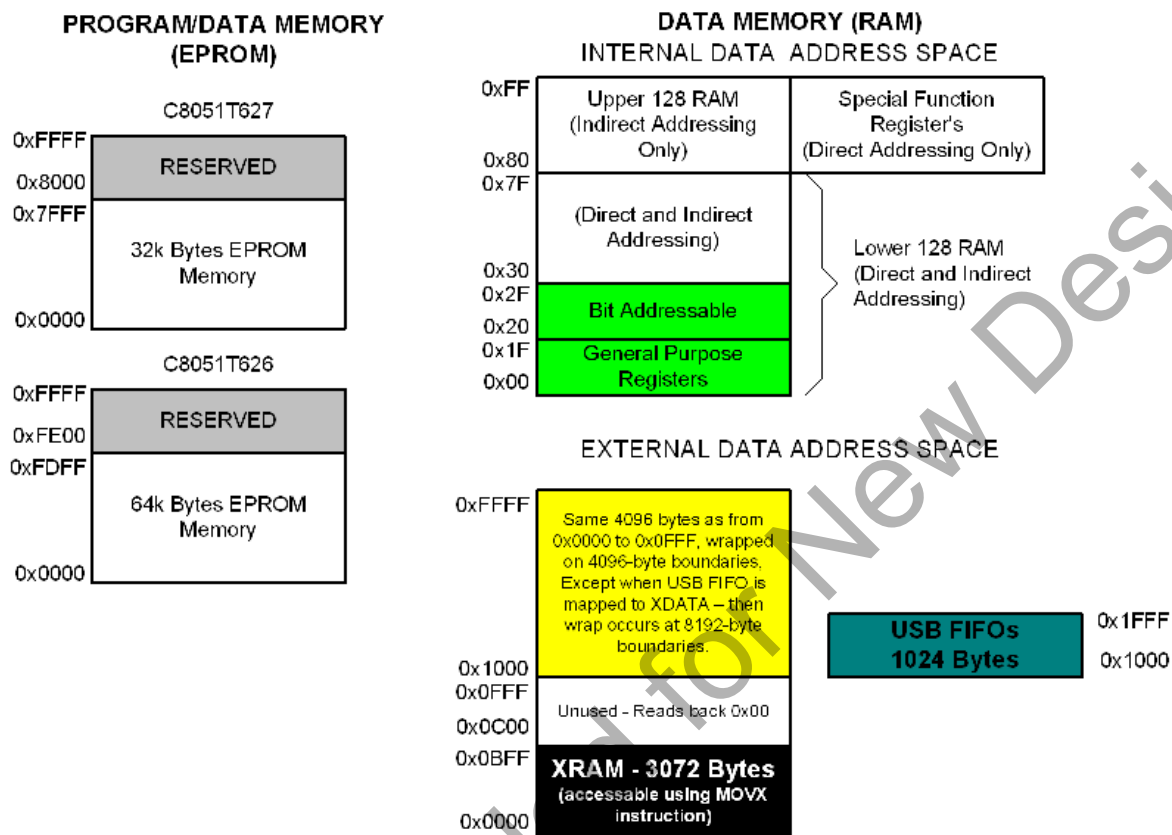 PROGRAM/DATA MEMORY
(EPROM)
C8051T627
0xFFFF
RESERVED
0x8000
0x7FFF
32k Bytes EPROM
Memory
0x0000
C8051T626
0xFFFF
RESERVED
0xFE00
0xFDFF
64k Bytes EPROM
Memory
0x0000
DATA MEMORY (RAM)
INTERNAL DATA ADDRESS SPACE
0xFF
Upper 128 RAM
(Indirect Addressing
Only)
0x80
Special Function
Register's
(Direct Addressing Only)
0x7F
(Direct and Indirect
Addressing)
0x30
Lower 128 RAM
(Direct and Indirect
Addressing)
0x2F
Bit Addressable
0x20
0x1F
General Purpose
Registers
0x00
EXTERNAL DATA ADDRESS SPACE
0xFFFF
Same 4096 bytes as from
0x0000 to 0x0FFF, wrapped
on 4096-byte boundaries,
Except when USB FIFO is
mapped to XDATA – then
wrap occurs at 8192-byte
boundaries.
0x1000
USB FIFOs
1024 Bytes
0x1FFF
0x1000
0x0FFF
Unused - Reads back 0x00
0x0C00
0x0BFF
XRAM - 3072 Bytes
(accessable using MOVX
instruction)
0x0000
for New Desi